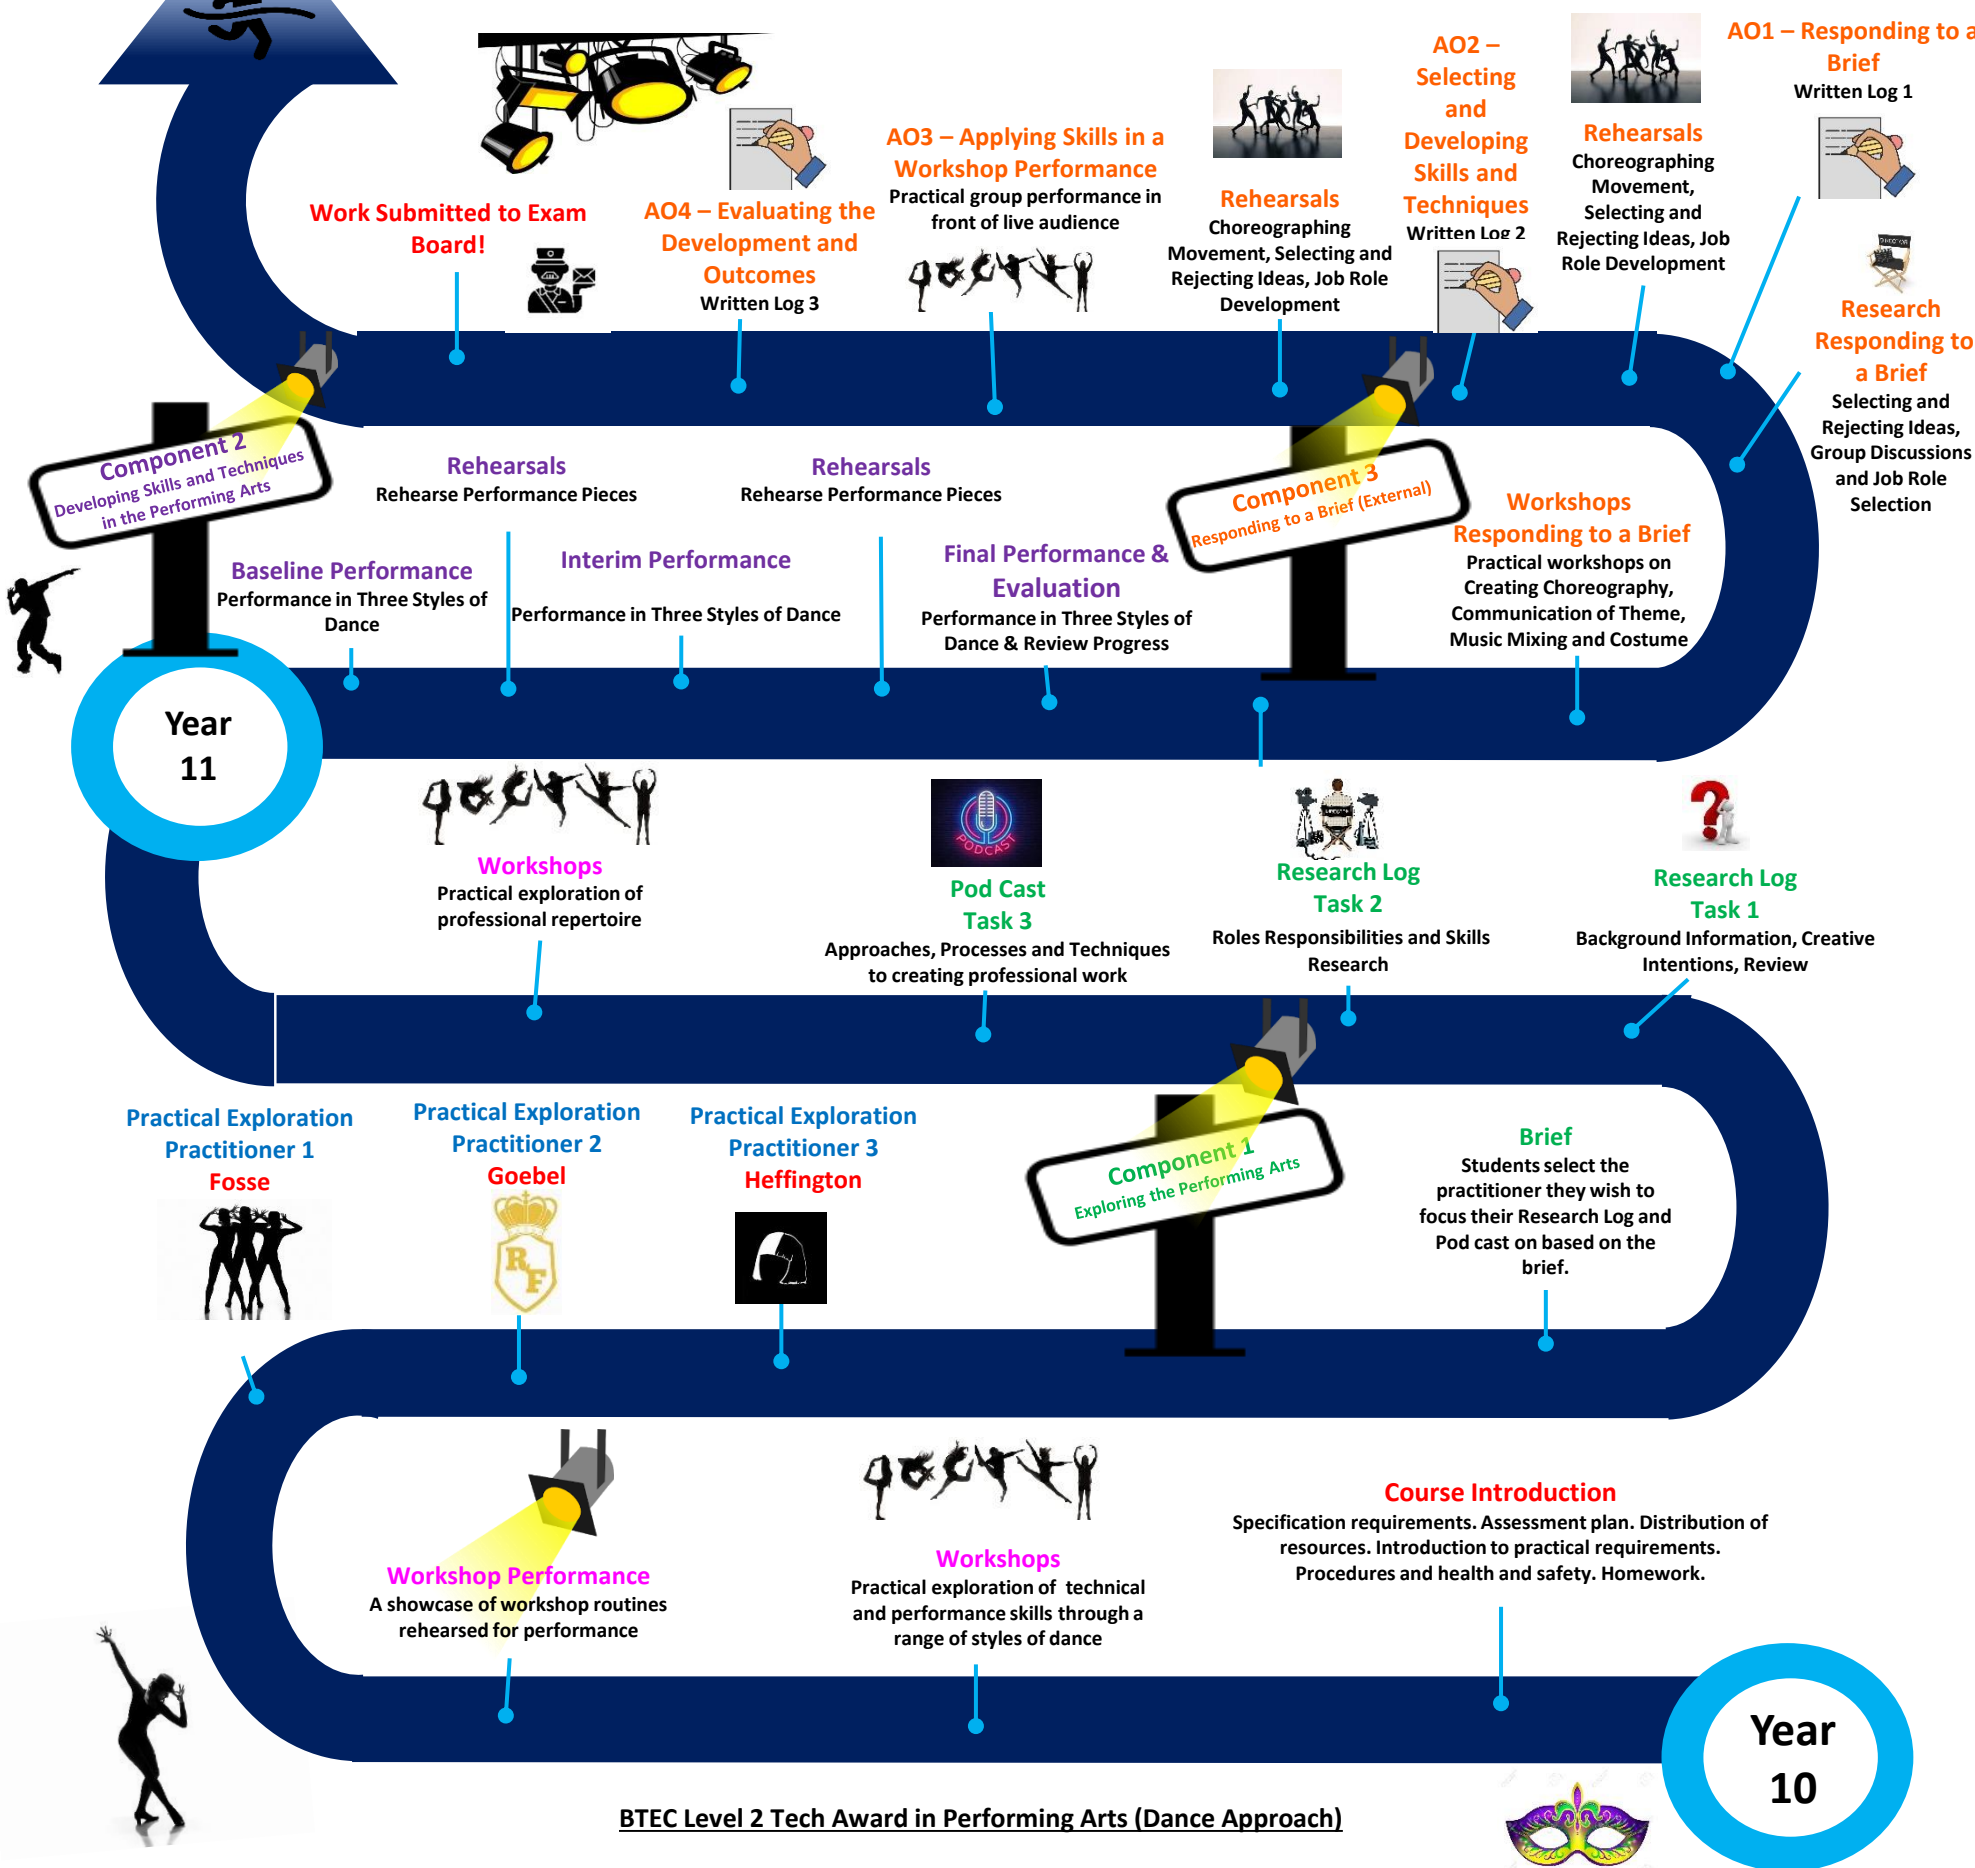 AO1 – Responding to a
Brief
Written Log 1
AO2 –
Selecting
and
Developing
Skills and
Techniques
Written Log 2
Rehearsals
Choreographing
Movement,
Selecting and
Rejecting Ideas, Job
Role Development
AO3 – Applying Skills in a
Workshop Performance
Practical group performance in
front of live audience
Rehearsals
Choreographing
Movement, Selecting and
Rejecting Ideas, Job Role
Development
Work Submitted to Exam
Board!
AO4 – Evaluating the
Development and
Outcomes
Written Log 3
Research
Responding to
a Brief
Selecting and
Rejecting Ideas,
Group Discussions
and Job Role
Selection
Component 2
Developing Skills and Techniques
in the Performing Arts
Rehearsals
Rehearse Performance Pieces
Rehearsals
Rehearse Performance Pieces
Component 3
Responding to a Brief (External)
Workshops
Responding to a Brief
Practical workshops on
Creating Choreography,
Communication of Theme,
Music Mixing and Costume
Baseline Performance
Performance in Three Styles of
Dance
Interim Performance
Performance in Three Styles of Dance
Final Performance &
Evaluation
Performance in Three Styles of
Dance & Review Progress
Year
11
Workshops
Practical exploration of
professional repertoire
PODCAST
Pod Cast
Task 3
Approaches, Processes and Techniques
to creating professional work
Research Log
Task 2
Roles Responsibilities and Skills
Research
Research Log
Task 1
Background Information, Creative
Intentions, Review
Practical Exploration
Practitioner 1
Fosse
Practical Exploration
Practitioner 2
Goebel
R
F
Practical Exploration
Practitioner 3
Heffington
Component 1
Exploring the Performing Arts
Brief
Students select the
practitioner they wish to
focus their Research Log and
Pod cast on based on the
brief.
Workshop Performance
A showcase of workshop routines
rehearsed for performance
Workshops
Practical exploration of technical
and performance skills through a
range of styles of dance
Course Introduction
Specification requirements. Assessment plan. Distribution of
resources. Introduction to practical requirements.
Procedures and health and safety. Homework.
Year
10
BTEC Level 2 Tech Award in Performing Arts (Dance Approach)